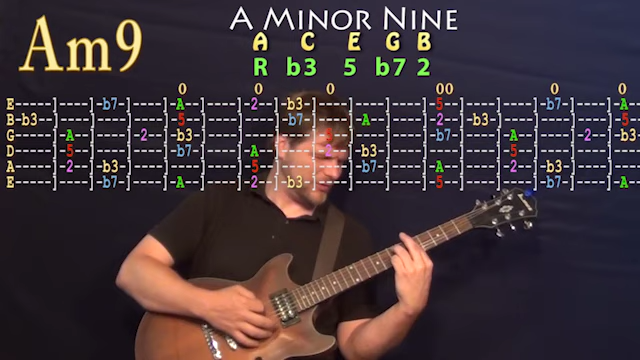 Am9
A Minor Nine
A C E G B
R b3 5 b7 2
0 0 0 00 0 0
E-----]----]-b7-]----]--A-]----]--2-]-b3-]----]----]----]--5-]----]----]-b7-]----]--A
B-b3--]----]----]----]--5-]----]----]-b7-]----]--A-]----]--2-]-b3-]----]----]----]--5
G-----]--A-]----]--2-]-b3-]----]----]----]--5-]----]----]-b7-]----]--A-]----]--2-]-b3
D-----]--5-]----]----]-b7-]----]--A-]----]--2-]-b3-]----]----]----]--5-]----]----]-b7
A-----]--2-]-b3-]----]----]----]--5-]----]----]-b7-]----]--A-]----]--2-]-b3-]----]---
E-----]----]-b7-]----]--A-]----]--2-]-b3-]----]----]----]--5-]----]----]-b7-]----]--A